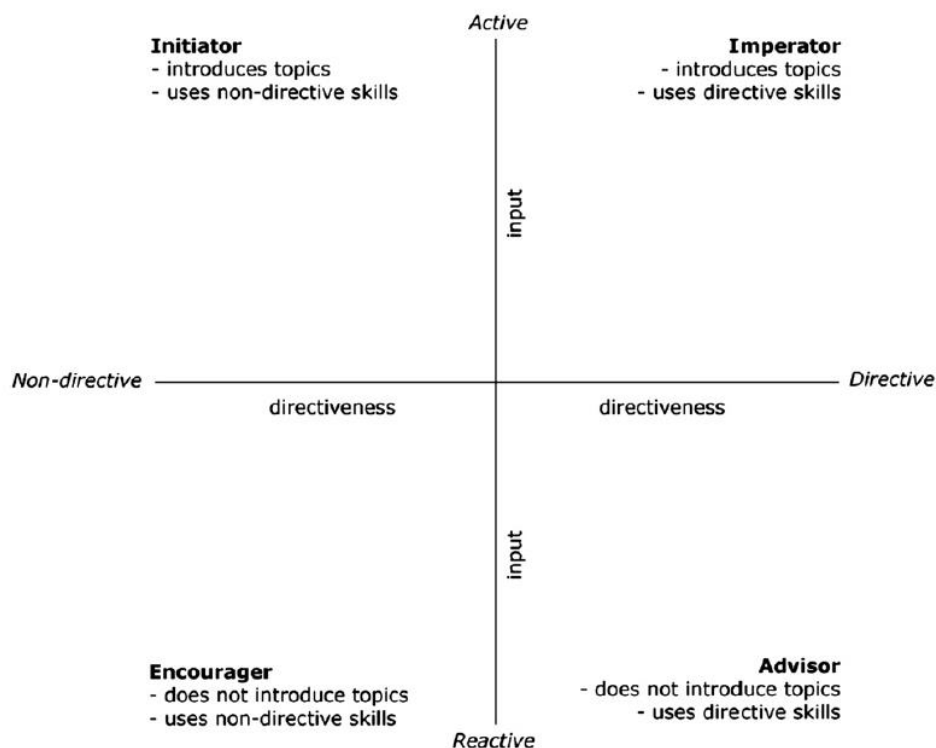 Active
Initiator
- introduces topics
- uses non-directive skills
Imperator
- introduces topics
- uses directive skills
input
Non-directive
Directive
directiveness
directiveness
input
Encourager
- does not introduce topics
- uses non-directive skills
Advisor
- does not introduce topics
- uses directive skills
Reactive